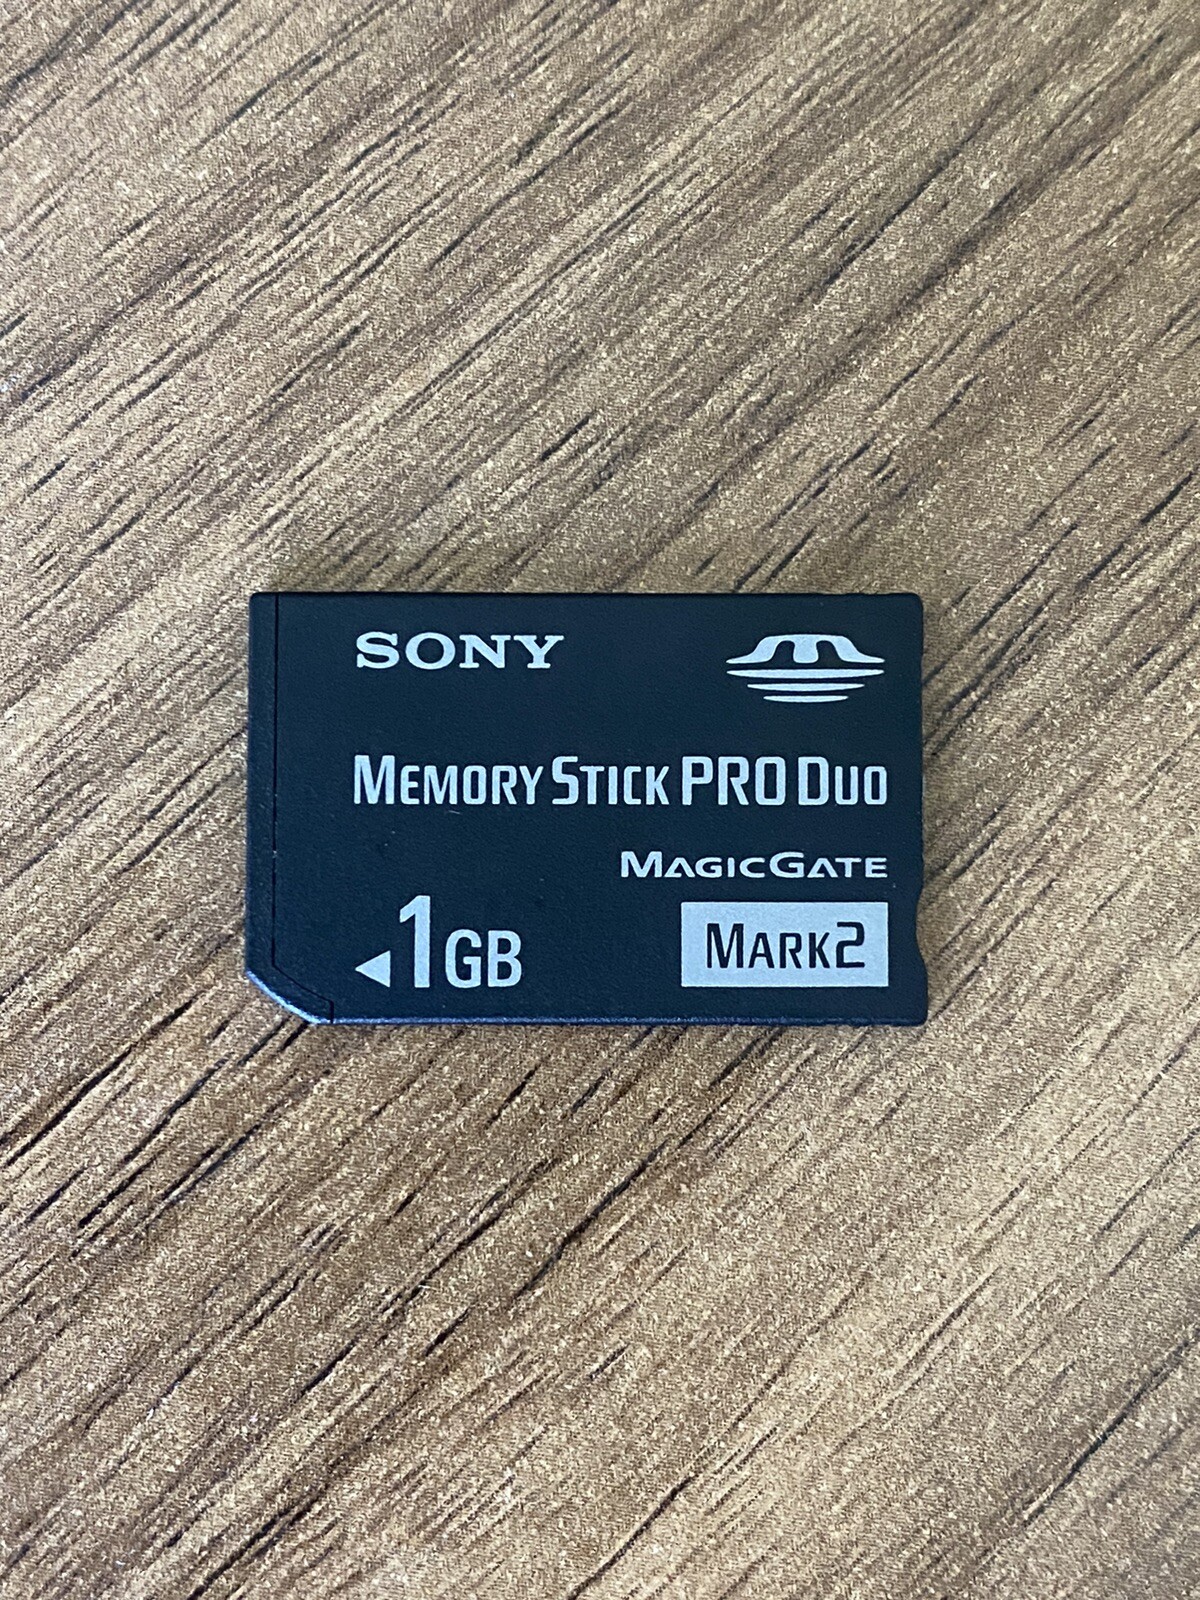 SONY
MEMORY STICK PRO DUO
MAGICGATE
1GB
MARK2